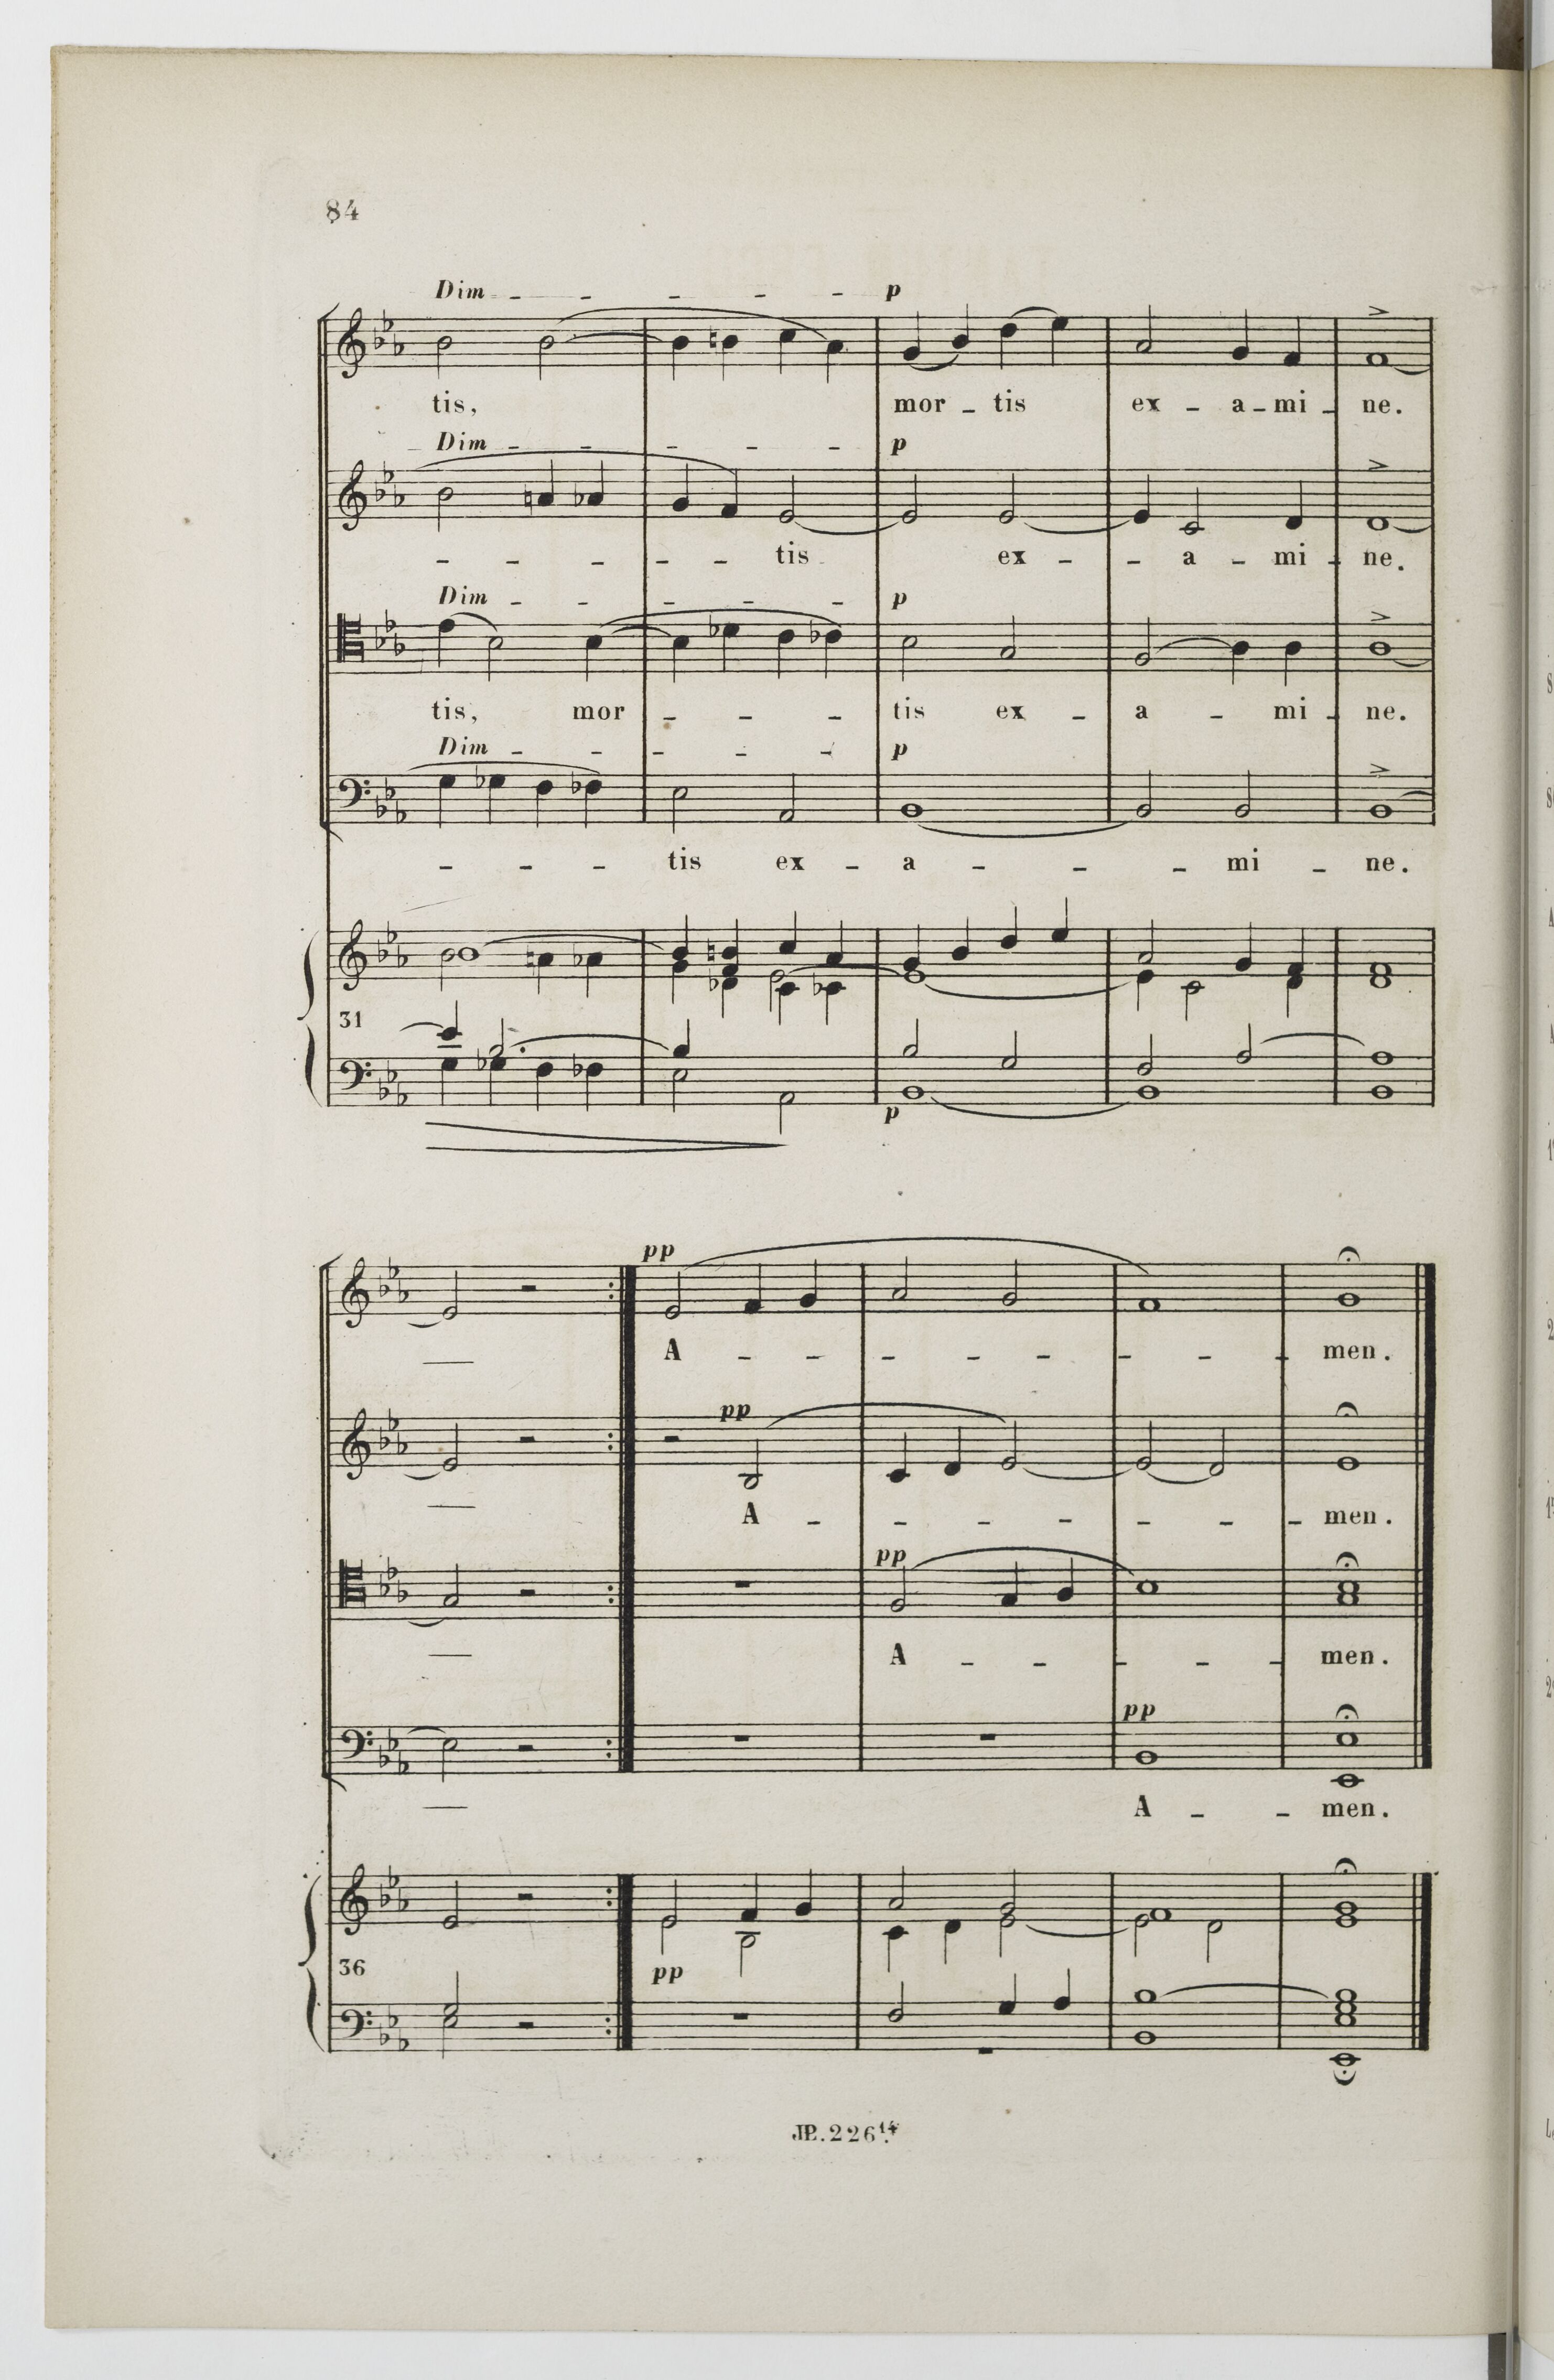 84
Dim - - - - - p
tis, mor - tis ex - a - mi - ne.
Dim - - - - - p
- - - - - tis ex - - a - mi - ne.
Dim - - - - - p
tis, mor - - - tis ex - a - mi - ne.
Dim - - - - - p
- - - tis ex - a - - - mi - ne.
31
p
pp
A - - - - - - - - men.
pp
A - - - - - - - men.
pp
A - - - - - men.
pp
A - - men.
36
pp
JP. 226 14